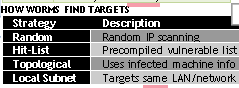 HOW WORMS FIND TARGETS
Strategy Description
Random Random IP scanning
Hit-List Precompiled vulnerable list
Topological Uses infected machine info
Local Subnet Targets same LAN/network